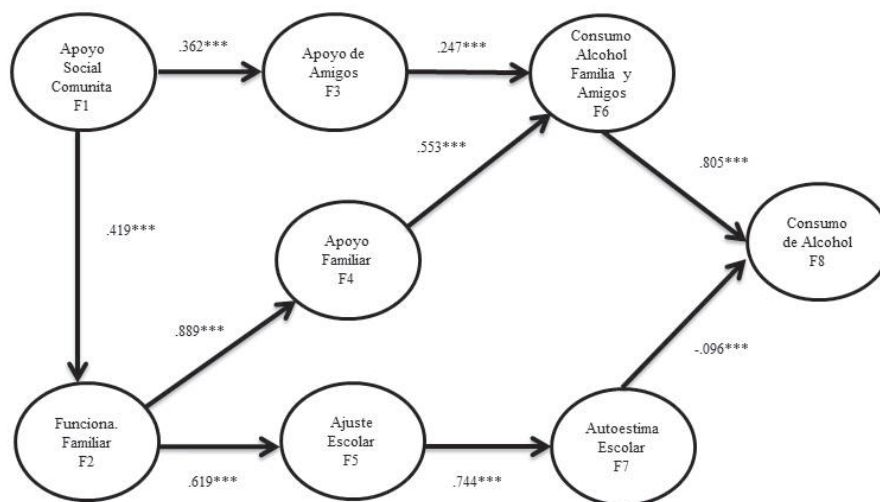 Apoyo
Social
Comunita
F1
.362***
Apoyo de
Amigos
F3
.247***
Consumo
Alcohol
Familia y
Amigos
F6
.553***
.805***
.419***
Apoyo
Familiar
F4
Consumo
de Alcohol
F8
.889***
-.096***
Funciona.
Familiar
F2
.619***
Ajuste
Escolar
F5
.744***
Autoestima
Escolar
F7